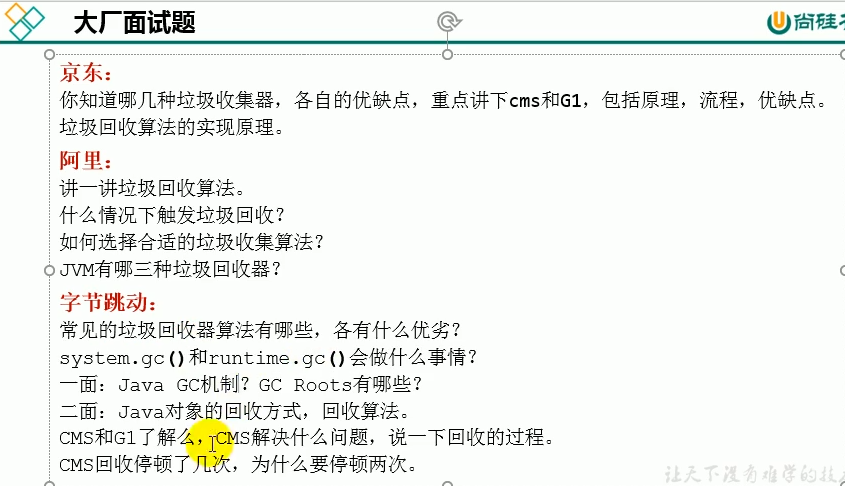 大厂面试题
尚硅谷
京东：
你知道哪几种垃圾收集器，各自的优缺点，重点讲下cms和G1，包括原理，流程，优缺点。
垃圾回收算法的实现原理。
阿里：
讲一讲垃圾回收算法。
什么情况下触发垃圾回收？
如何选择合适的垃圾收集算法？
JVM有哪三种垃圾回收器？
字节跳动：
常见的垃圾回收器算法有哪些，各有什么优劣？
system.gc()和runtime.gc()会做什么事情？
一面：Java GC机制？GC Roots有哪些？
二面：Java对象的回收方式，回收算法。
CMS和G1了解么，CMS解决什么问题，说一下回收的过程。
CMS回收停顿了几次，为什么要停顿两次。
让天下没有难学的技